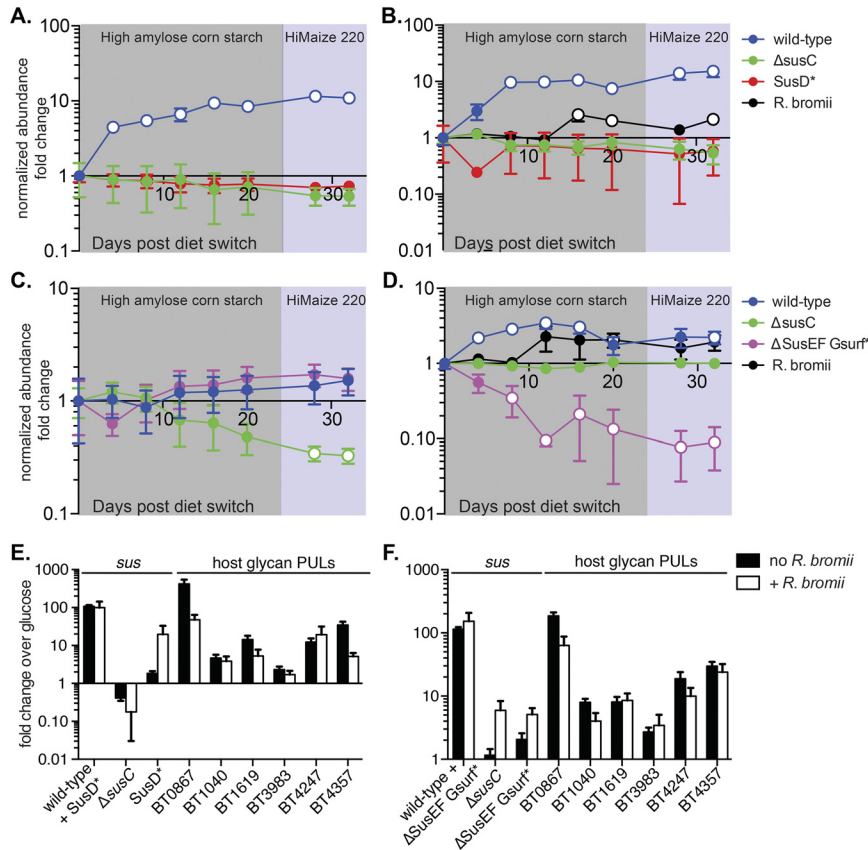 A.
100
10
1
0.1
normalized abundance
fold change
High amylose corn starch
HiMaize 220
10
20
30
Days post diet switch
B.
100
10
1
0.10
0.01
High amylose corn starch
HiMaize 220
10
20
30
Days post diet switch
wild-type
ΔsusC
SusD*
R. bromii
C.
10
1
0.1
normalized abundance
fold change
High amylose corn starch
HiMaize 220
10
20
30
Days post diet switch
D.
10
1
0.10
0.01
High amylose corn starch
HiMaize 220
10
20
30
Days post diet switch
wild-type
ΔsusC
ΔSusEF Gsurf*
R. bromii
E.
sus
host glycan PULs
1000
100
10
1
0.1
0.01
fold change over glucose
wild-type
+ SusD*
ΔsusC
SusD*
BT0867
BT1040
BT1619
BT3983
BT4247
BT4357
F.
sus
host glycan PULs
1000
100
10
1
wild-type +
ΔSusEF Gsurf*
ΔsusC
ΔSusEF Gsurf*
BT0867
BT1040
BT1619
BT3983
BT4247
BT4357
no R. bromii
+ R. bromii